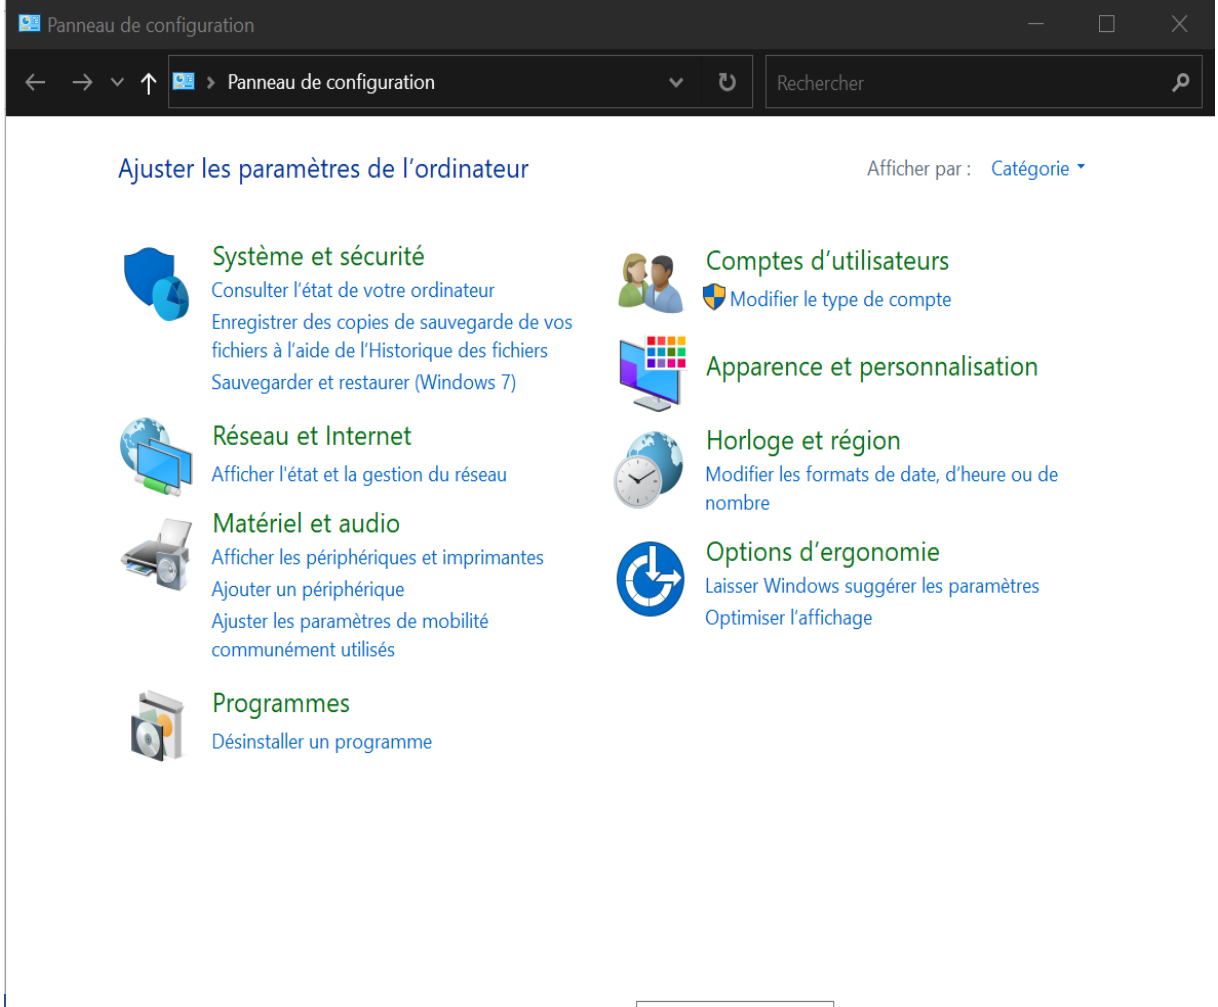 Panneau de configuration
Panneau de configuration
Rechercher
Ajuster les paramètres de l'ordinateur
Afficher par : Catégorie
Système et sécurité
Consulter l'état de votre ordinateur
Enregistrer des copies de sauvegarde de vos
fichiers à l'aide de l'Historique des fichiers
Sauvegarder et restaurer (Windows 7)
Réseau et Internet
Afficher l'état et la gestion du réseau
Matériel et audio
Afficher les périphériques et imprimantes
Ajouter un périphérique
Ajuster les paramètres de mobilité
communément utilisés
Programmes
Désinstaller un programme
Comptes d'utilisateurs
Modifier le type de compte
Apparence et personnalisation
Horloge et région
Modifier les formats de date, d'heure ou de
nombre
Options d'ergonomie
Laisser Windows suggérer les paramètres
Optimiser l'affichage